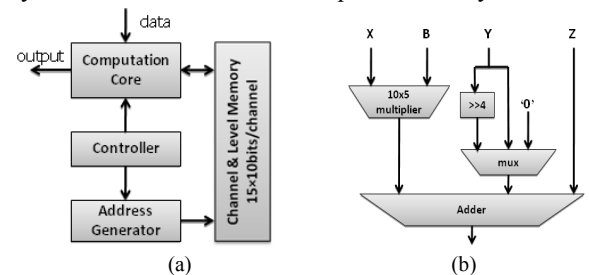 data
output
Computation
Core
Controller
Address
Generator
Channel & Level Memory
15×10bits/channel
(a)
X
B
Y
Z
10x5
multiplier
>>4
‘0’
mux
Adder
(b)